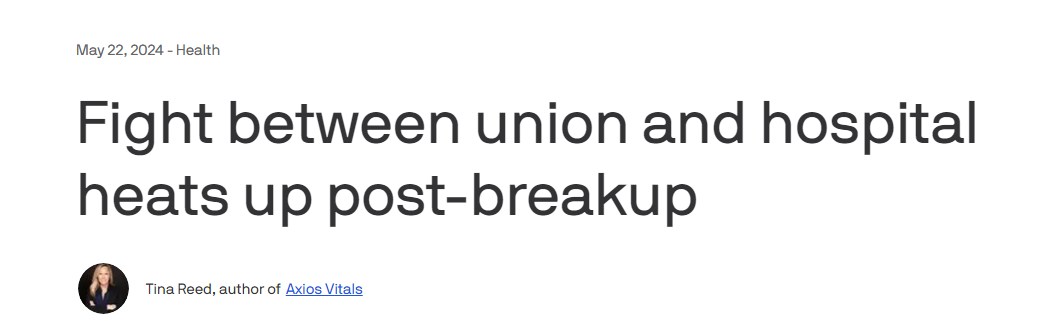 May 22, 2024 - Health
Fight between union and hospital
heats up post-breakup
Tina Reed, author of Axios Vitals